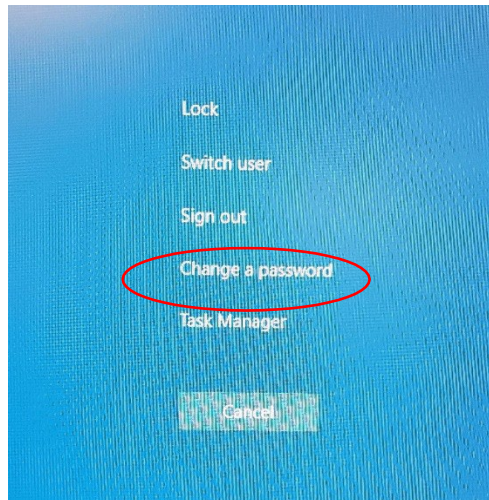 Lock
Switch user
Sign out
Change a password
Task Manager
Cancel